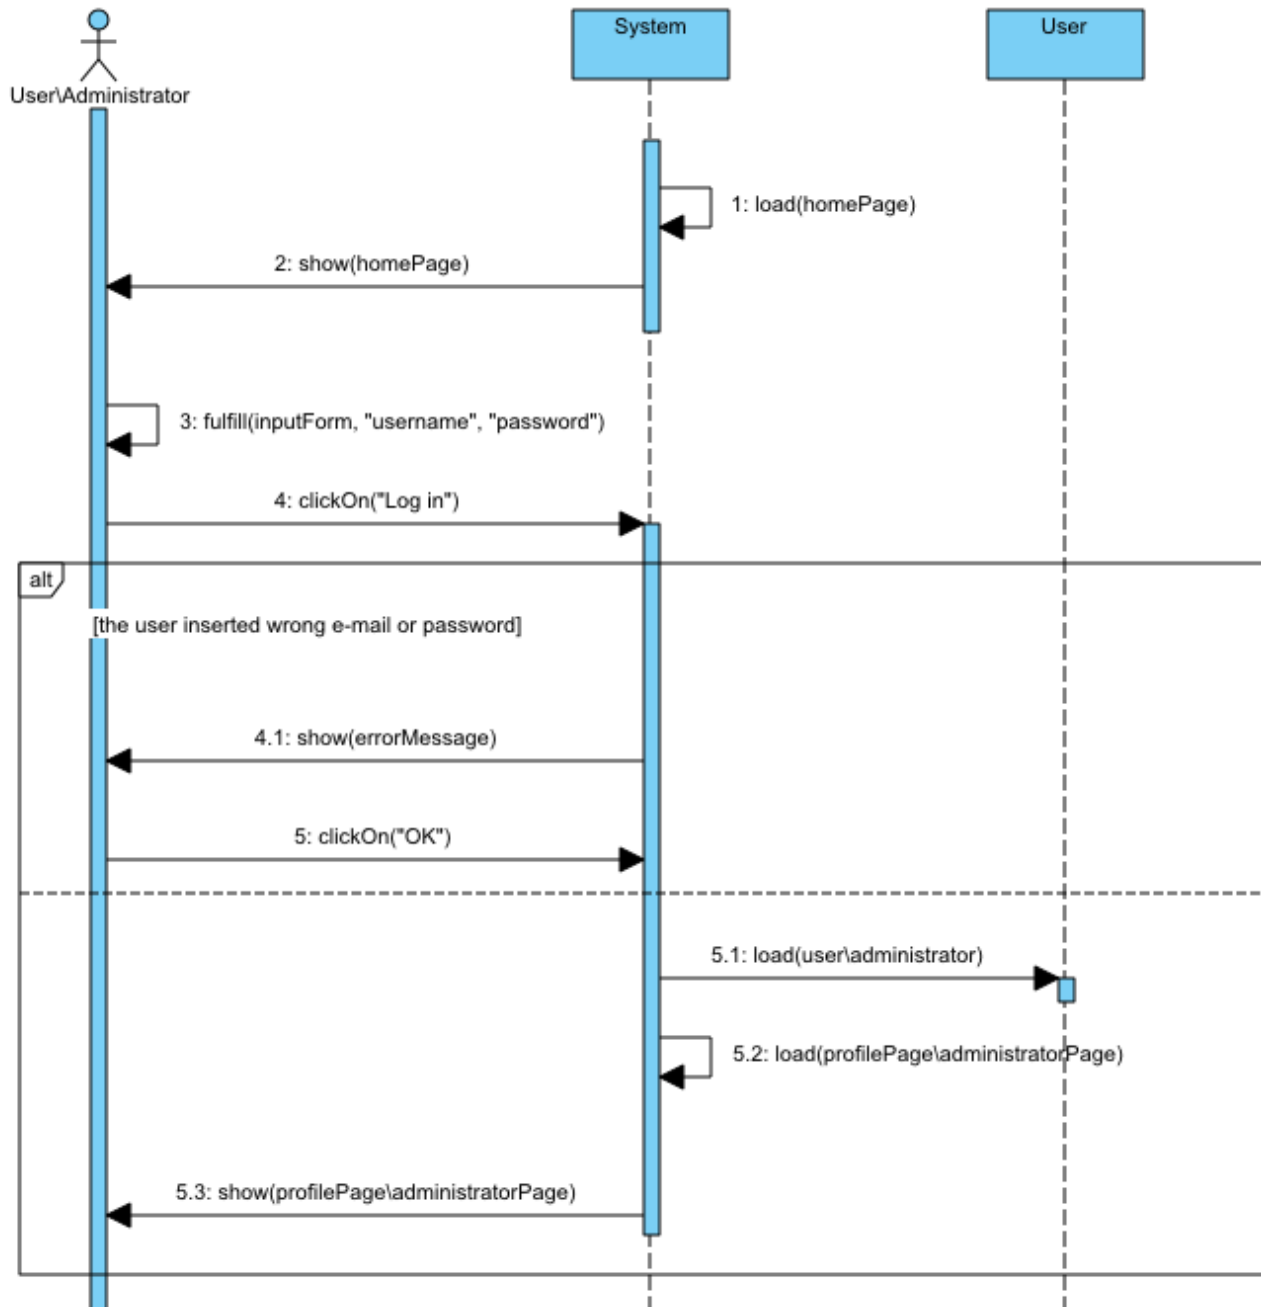 System
User
User\Administrator
1: load(homePage)
2: show(homePage)
3: fulfill(inputForm, "username", "password")
4: clickOn("Log in")
alt
[the user inserted wrong e-mail or password]
4.1: show(errorMessage)
5: clickOn("OK")
5.1: load(user\administrator)
5.2: load(profilePage\administratorPage)
5.3: show(profilePage\administratorPage)